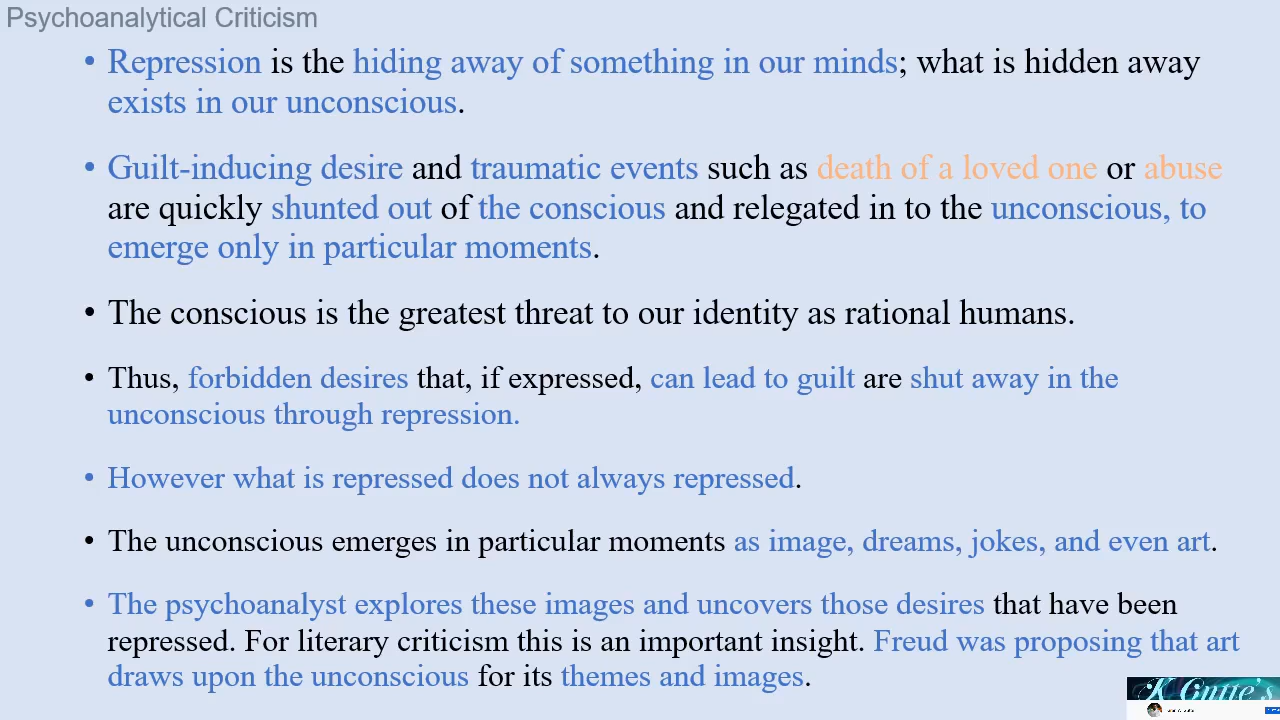 Psychoanalytical Criticism
• Repression is the hiding away of something in our minds; what is hidden away
exists in our unconscious.
• Guilt-inducing desire and traumatic events such as death of a loved one or abuse
are quickly shunted out of the conscious and relegated in to the unconscious, to
emerge only in particular moments.
• The conscious is the greatest threat to our identity as rational humans.
• Thus, forbidden desires that, if expressed, can lead to guilt are shut away in the
unconscious through repression.
• However what is repressed does not always repressed.
• The unconscious emerges in particular moments as image, dreams, jokes, and even art.
• The psychoanalyst explores these images and uncovers those desires that have been
repressed. For literary criticism this is an important insight. Freud was proposing that art
draws upon the unconscious for its themes and images.